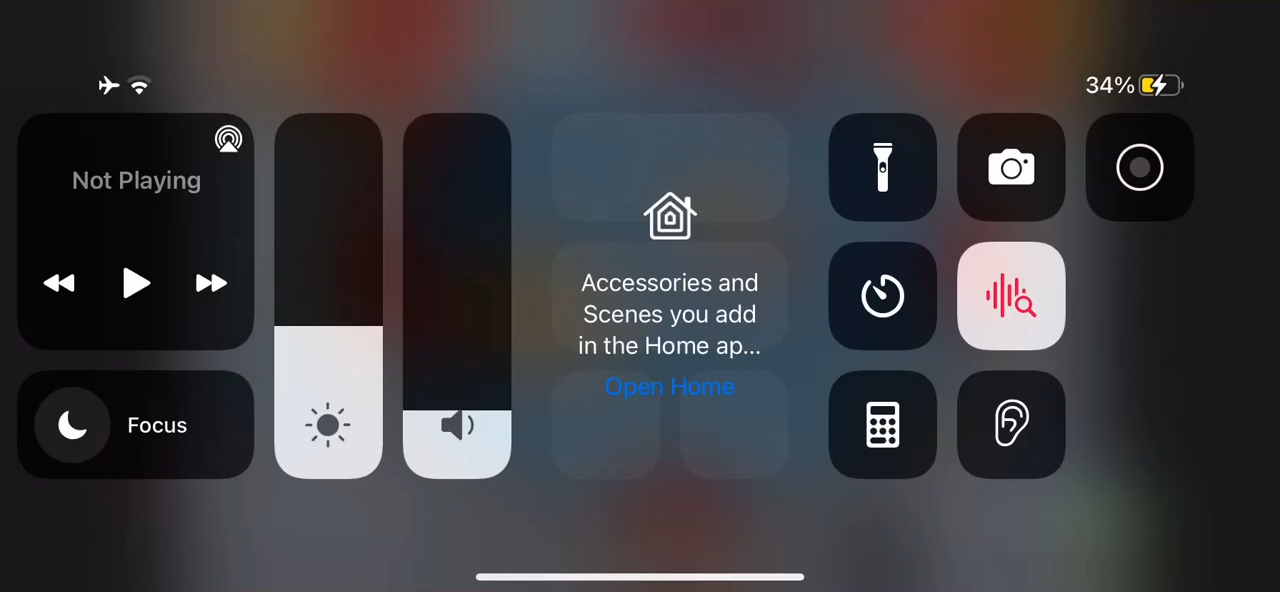 34%
Not Playing
Focus
Accessories and
Scenes you add
in the Home ap...
Open Home